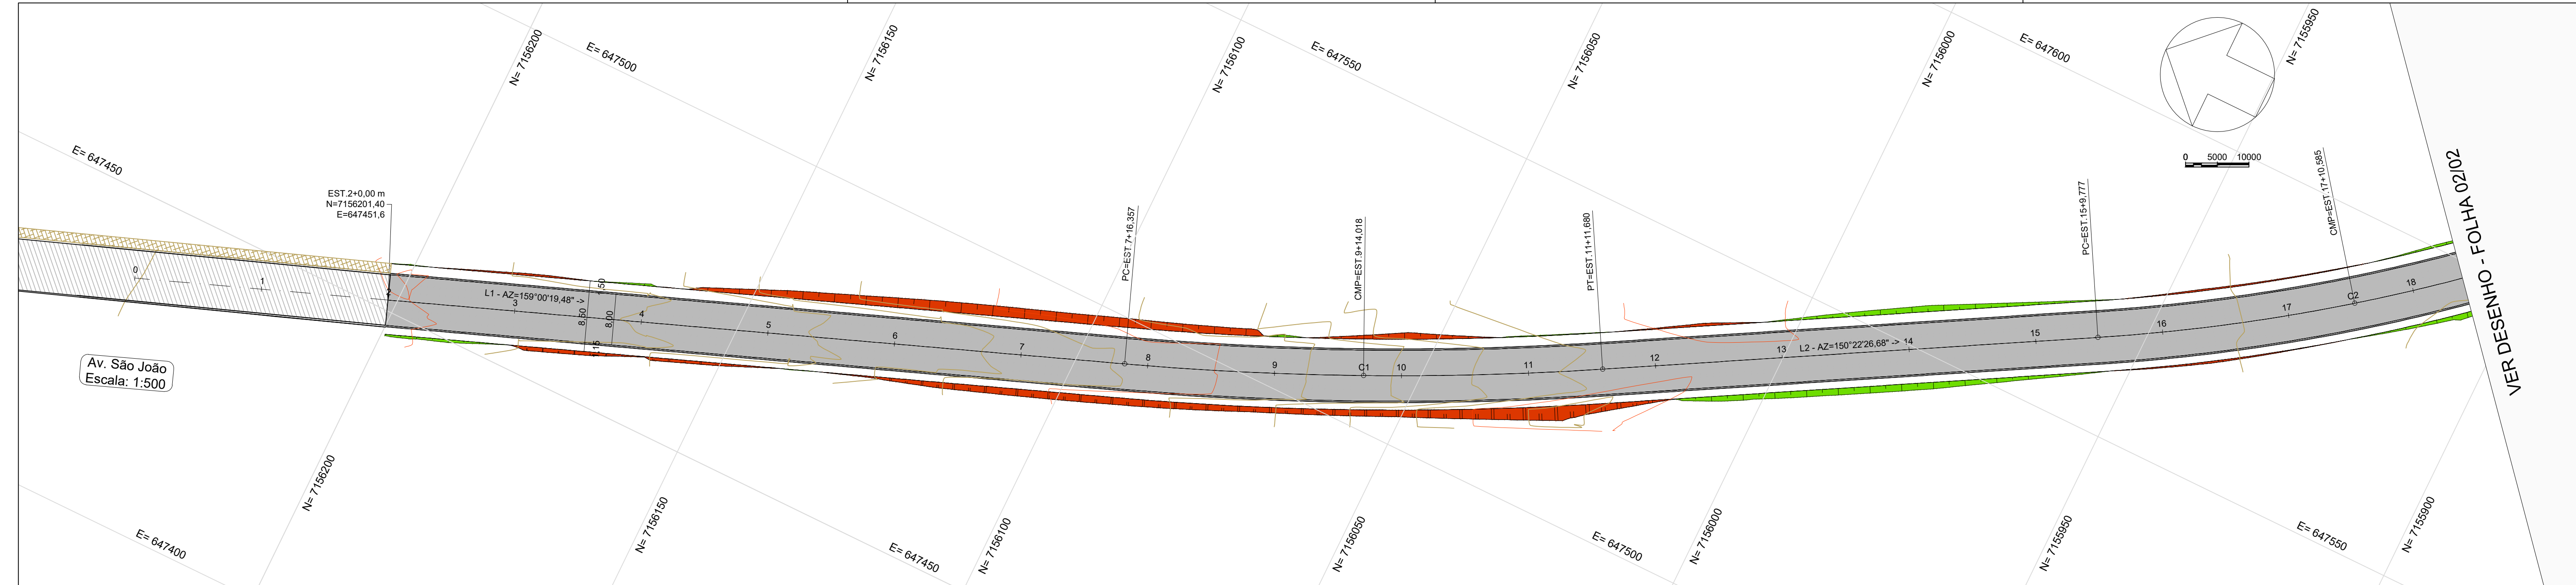 N= 7156200
E= 647500
N= 7156150
N= 7156100
E= 647550
N= 7156050
N= 7156000
E= 647600
N= 7155950
E= 647450
EST.2+0,00 m
N=7156201,40
E=647451,6
PC=EST.7+16,357
CMP=EST.9+14,018
PT=EST.11+11,680
PC=EST.15+9,777
CMP=EST.17+10,585
0 5000 10000
VER DESENHO - FOLHA 02/02
0
1
2
L1 - AZ=159°00'19,48" ->
3
8,50
8,00
4
5
6
7
8
9
C1
10
11
12
13
L2 - AZ=150°22'26,68" ->
14
15
16
17
C2
18
Av. São João
Escala: 1:500
N= 7156200
N= 7156150
N= 7156100
N= 7156050
N= 7156000
N= 7155950
N= 7155900
E= 647400
E= 647450
E= 647500
E= 647550